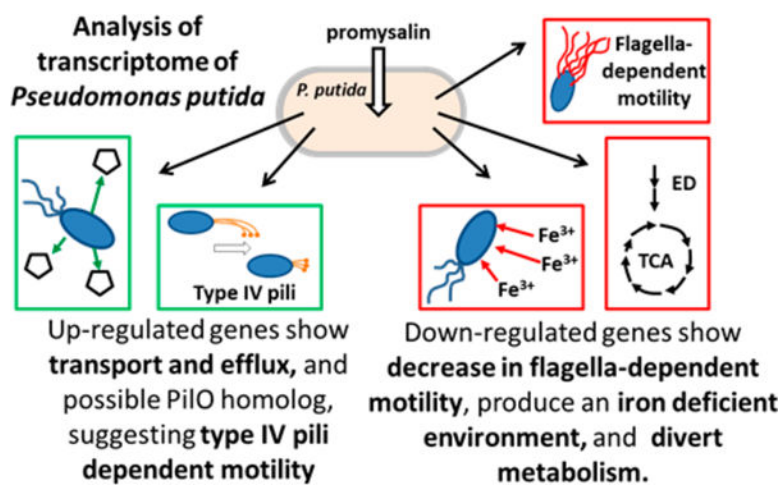 Analysis of
transcriptome of
Pseudomonas putida
promysalin
P. putida
Flagella-
dependent
motility
Type IV pili
Fe³⁺
Fe³⁺
Fe³⁺
ED
TCA
Up-regulated genes show
transport and efflux, and
possible PilO homolog,
suggesting type IV pili
dependent motility
Down-regulated genes show
decrease in flagella-dependent
motility, produce an iron deficient
environment, and divert
metabolism.